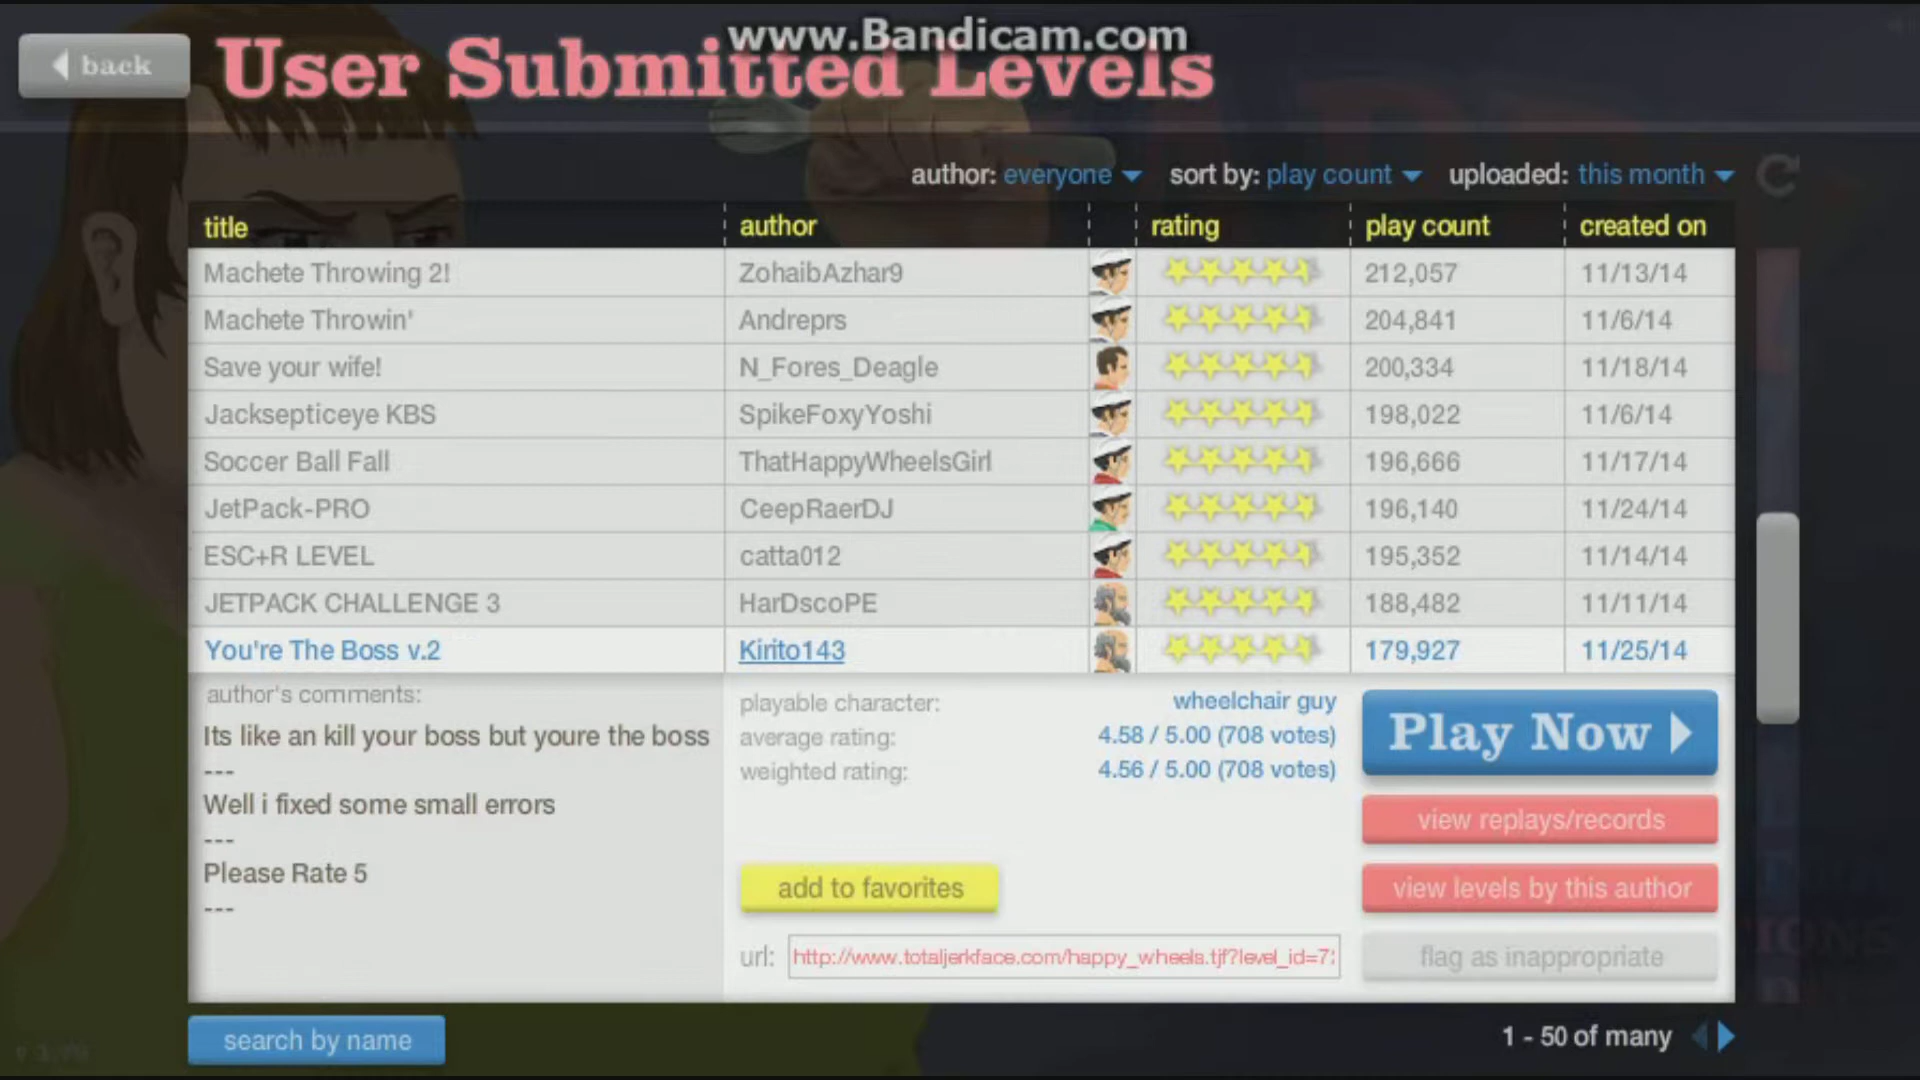 www.Bandicam.com
back
User Submitted Levels
author: everyone sort by: play count uploaded: this month
title author rating play count created on
Machete Throwing 2! ZohaibAzhar9 212,057 11/13/14
Machete Throwin' Andreprs 204,841 11/6/14
Save your wife! N_Fores_Deagle 200,334 11/18/14
Jacksepticeye KBS SpikeFoxyYoshi 198,022 11/6/14
Soccer Ball Fall ThatHappyWheelsGirl 196,666 11/17/14
JetPack-PRO CeepRaerDJ 196,140 11/24/14
ESC+R LEVEL catta012 195,352 11/14/14
JETPACK CHALLENGE 3 HarDscoPE 188,482 11/11/14
You're The Boss v.2 Kirito143 179,927 11/25/14
author's comments:
Its like an kill your boss but youre the boss
---
Well i fixed some small errors
---
Please Rate 5
---
playable character: wheelchair guy
average rating: 4.58 / 5.00 (708 votes)
weighted rating: 4.56 / 5.00 (708 votes)
add to favorites
url: http://www.totaljerkface.com/happy_wheels.tjf?level_id=7
Play Now
view replays/records
view levels by this author
flag as inappropriate
search by name
1 - 50 of many